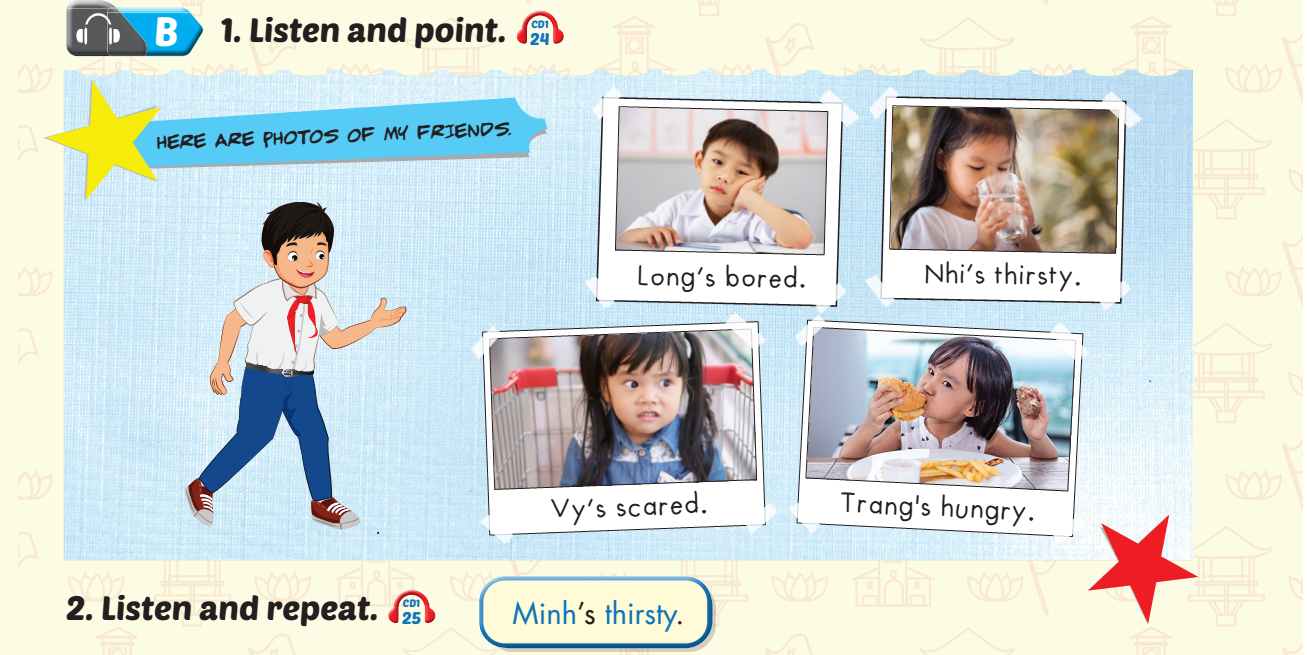 B
1. Listen and point.
CD1
24
HERE ARE PHOTOS OF MY FRIENDS.
Long's bored.
Nhi's thirsty.
Vy's scared.
Trang's hungry.
2. Listen and repeat.
CD1
25
Minh's thirsty.